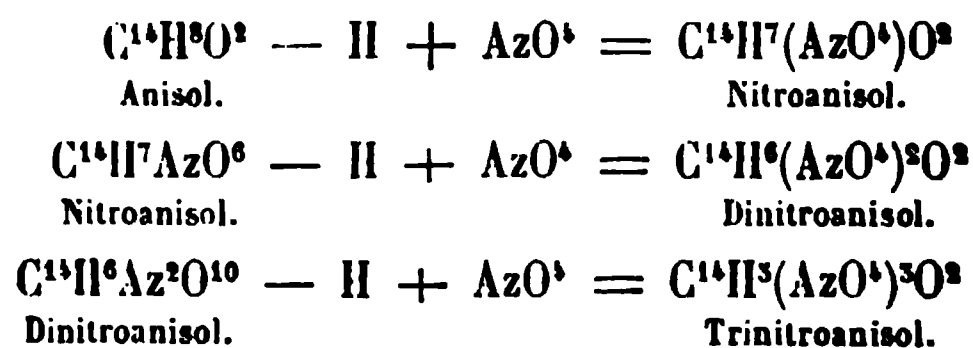 C¹⁴H⁸O² — H + AzO⁴ = C¹⁴H⁷(AzO⁴)O²
Anisol. Nitroanisol.
C¹⁴H⁷AzO⁶ — H + AzO⁴ = C¹⁴H⁶(AzO⁴)²O²
Nitroanisol. Dinitroanisol.
C¹⁴H⁶Az²O¹⁰ — H + AzO⁴ = C¹⁴H⁵(AzO⁴)³O²
Dinitroanisol. Trinitroanisol.